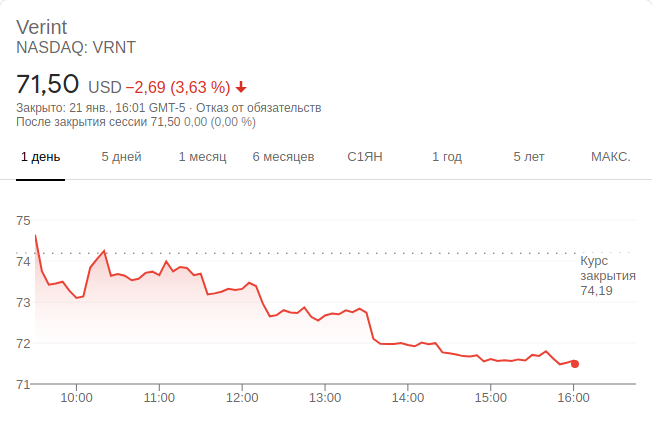 Verint
NASDAQ: VRNT
71,50 USD −2,69 (3,63 %)
Закрыто: 21 янв., 16:01 GMT-5 · Отказ от обязательств
После закрытия сессии 71,50 0,00 (0,00 %)
1 день 5 дней 1 месяц 6 месяцев С1ЯН 1 год 5 лет МАКС.
75
74
73
72
71
Курс
закрытия
74,19
10:00 11:00 12:00 13:00 14:00 15:00 16:00